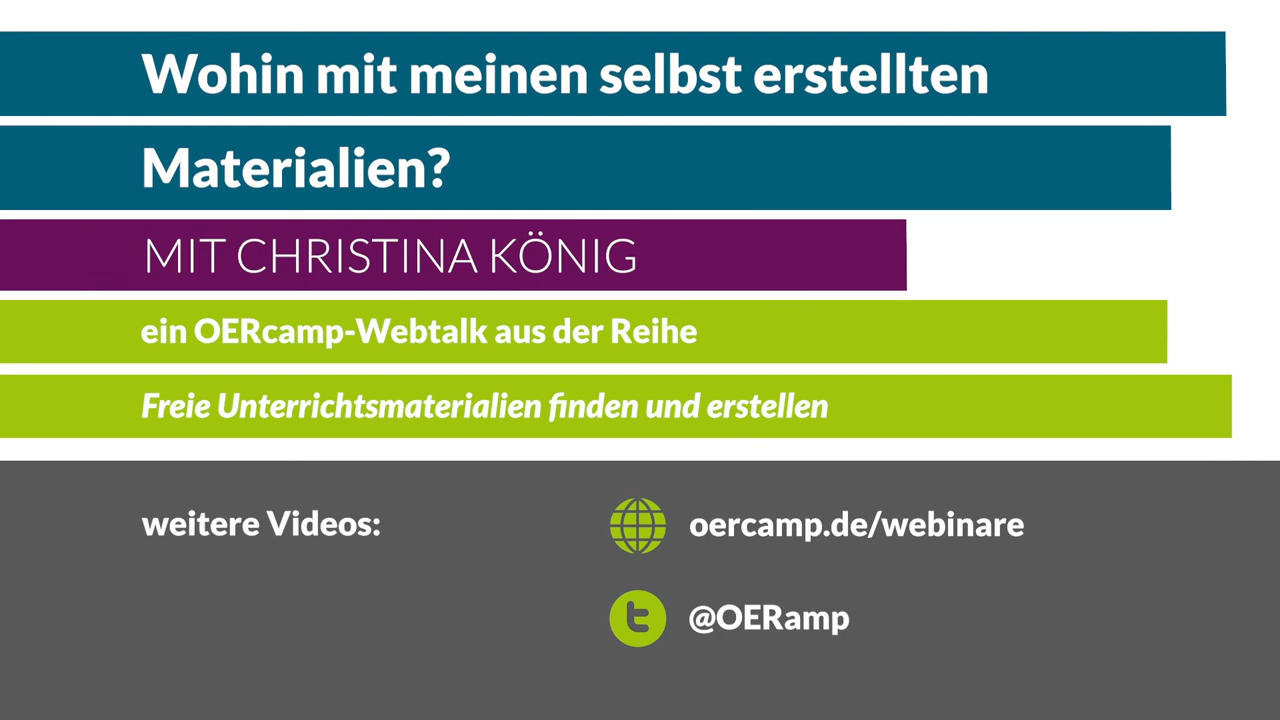 Wohin mit meinen selbst erstellten
Materialien?
MIT CHRISTINA KÖNIG
ein OERcamp-Webtalk aus der Reihe
Freie Unterrichtsmaterialien finden und erstellen
weitere Videos:
oercamp.de/webinare
@OERamp